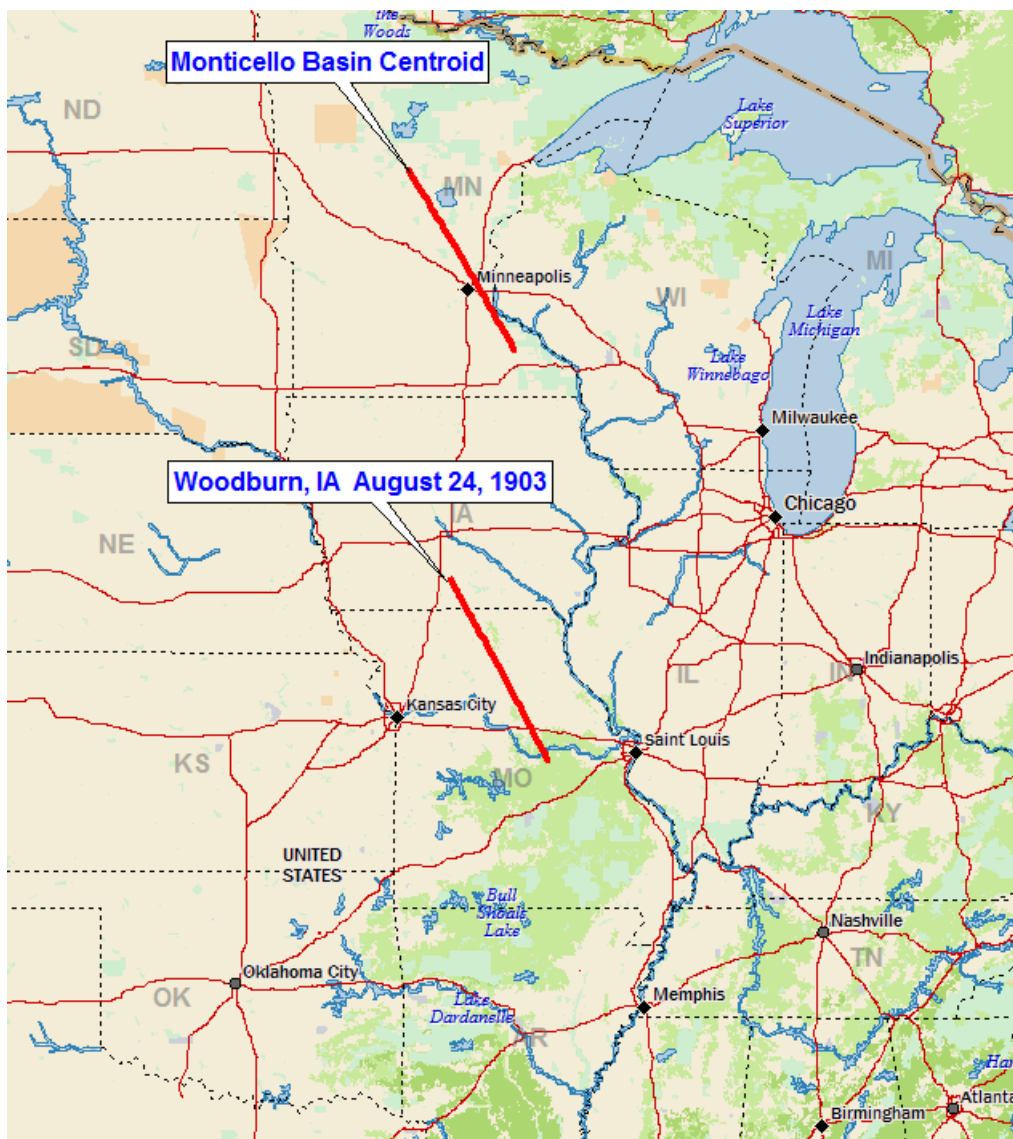 the
Woods
Monticello Basin Centroid
ND
Lake
Superior
MN
MI
Minneapolis
WI
Lake
Michigan
SD
Lake
Winnebago
Milwaukee
Woodburn, IA August 24, 1903
Chicago
IA
NE
Indianapolis
IL
IN
Kansas City
Saint Louis
KS
MO
KY
UNITED
STATES
Bull
Shoals
Lake
Nashville
TN
Oklahoma City
OK
Lake
Dardanelle
Memphis
AR
Har
Atlanta
Birmingham